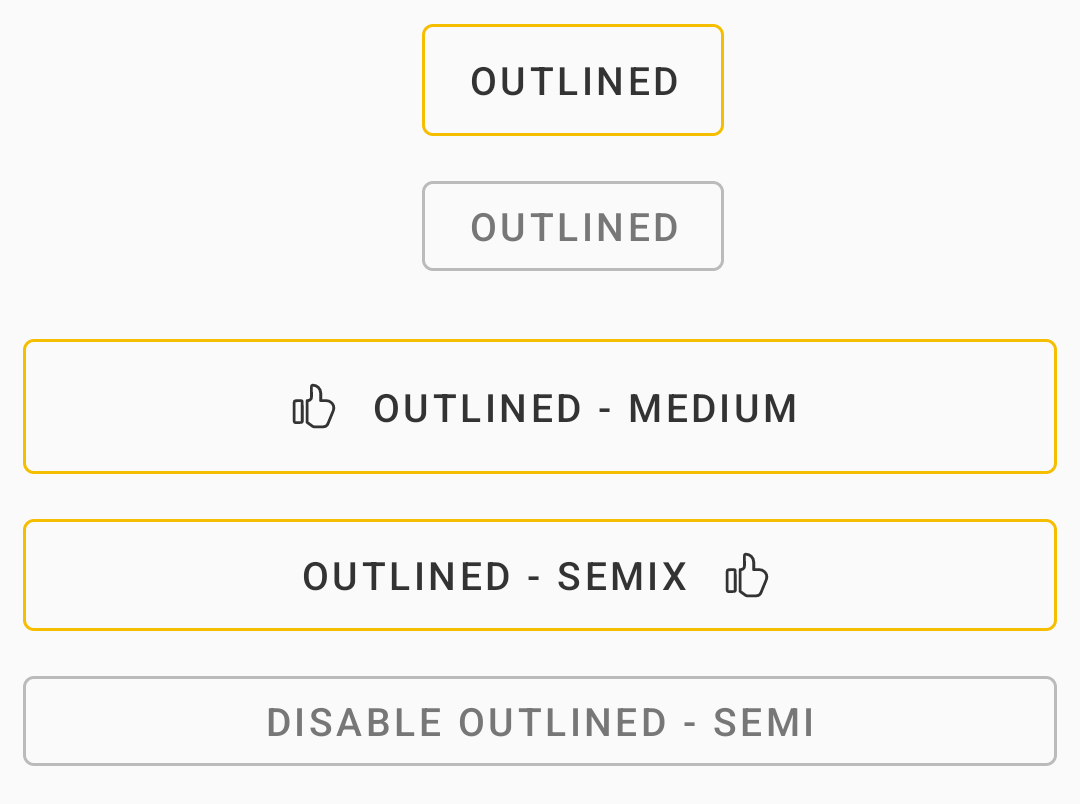 OUTLINED
OUTLINED
OUTLINED - MEDIUM
OUTLINED - SEMIX
DISABLE OUTLINED - SEMI